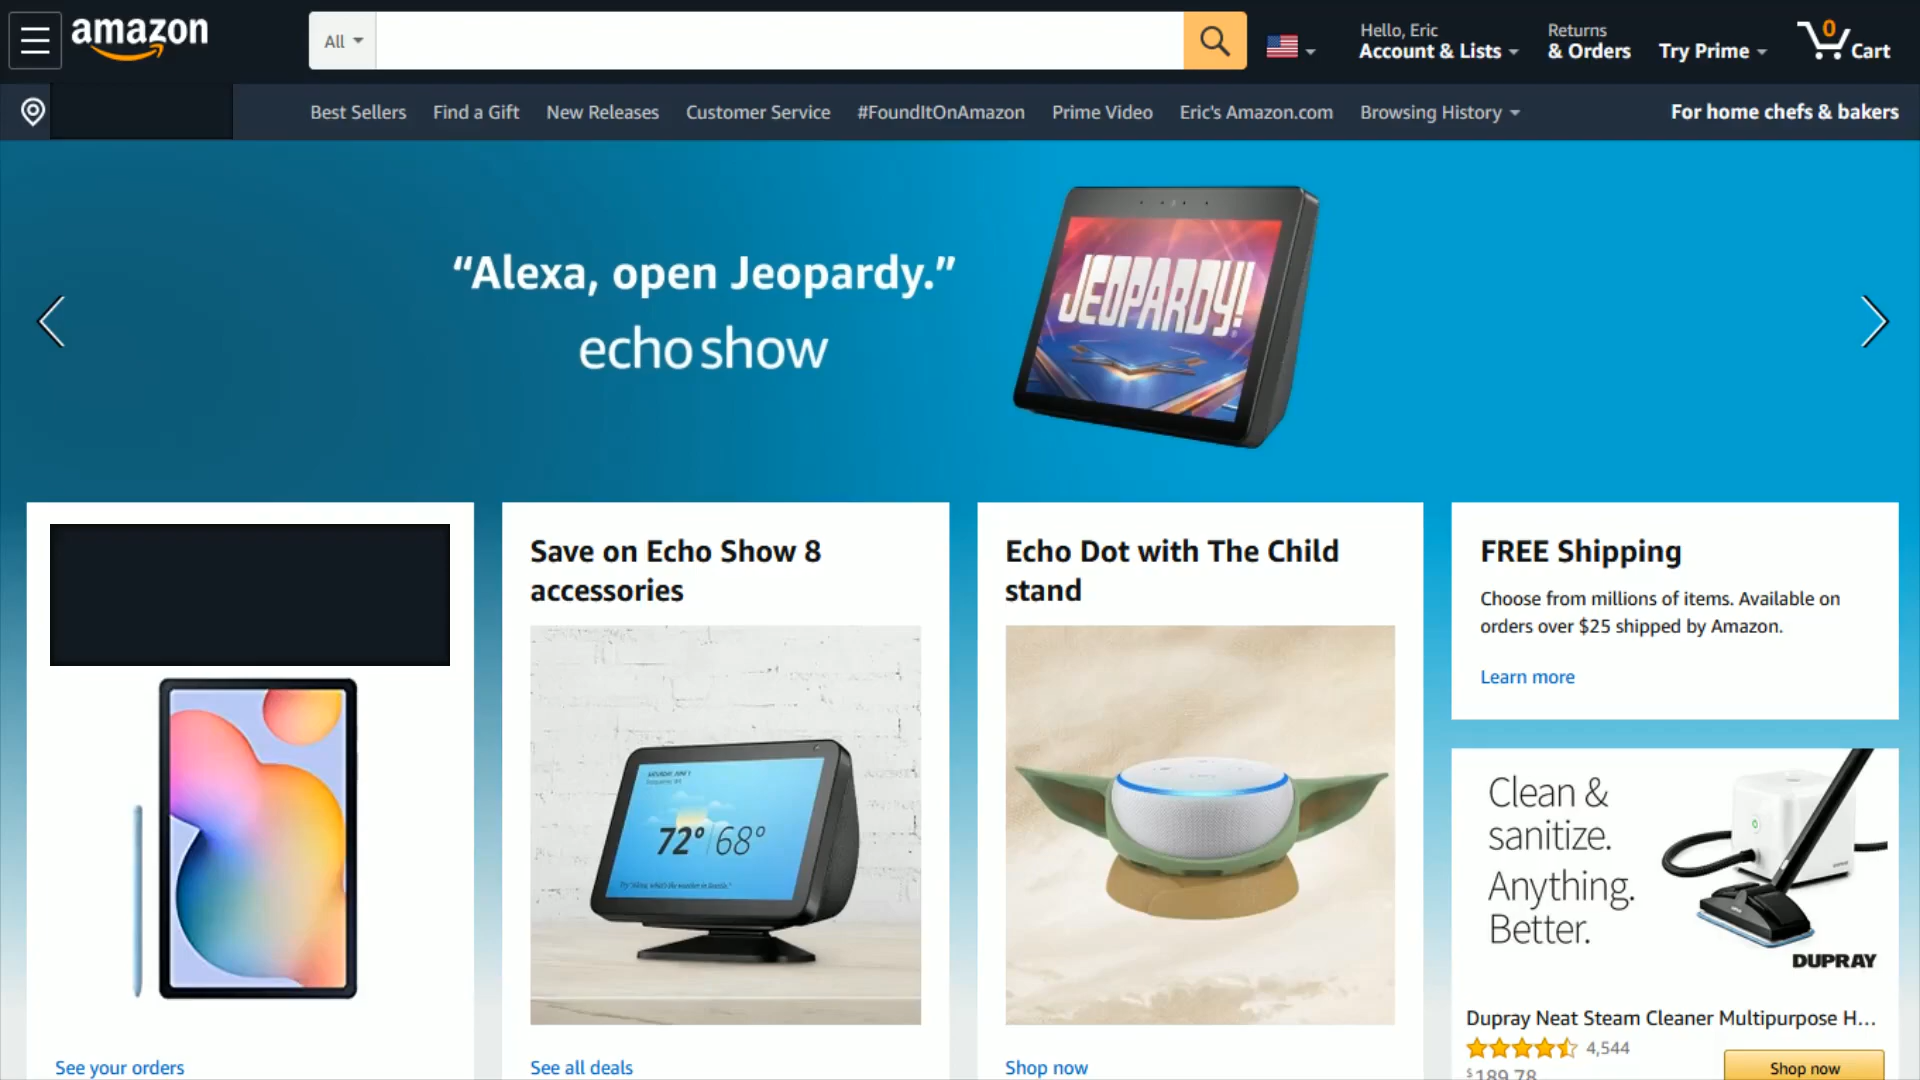 amazon
All
Hello, Eric
Account & Lists
Returns
& Orders
Try Prime
0
Cart
Best Sellers
Find a Gift
New Releases
Customer Service
#FoundItOnAmazon
Prime Video
Eric's Amazon.com
Browsing History
For home chefs & bakers
“Alexa, open Jeopardy.”
echo show
JEOPARDY!
See your orders
Save on Echo Show 8
accessories
72° 68°
See all deals
Echo Dot with The Child
stand
Shop now
FREE Shipping
Choose from millions of items. Available on
orders over $25 shipped by Amazon.
Learn more
Clean &
sanitize.
Anything.
Better.
DUPRAY
Dupray Neat Steam Cleaner Multipurpose H...
4,544
$189.78
Shop now